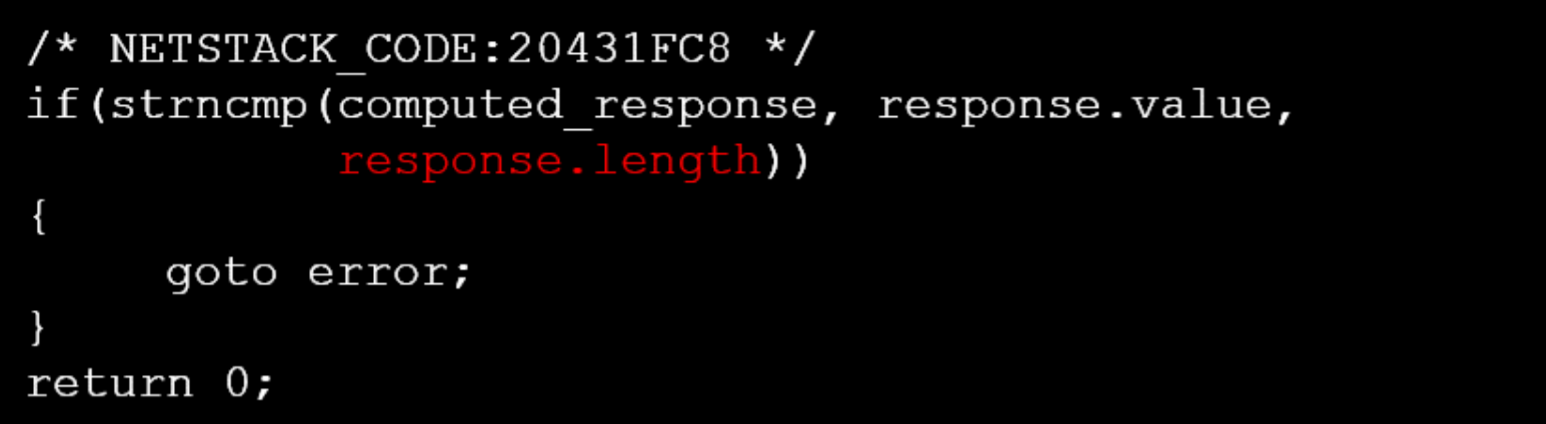 /* NETSTACK_CODE:20431FC8 */
if(strncmp(computed_response, response.value,
response.length))
{
goto error;
}
return 0;